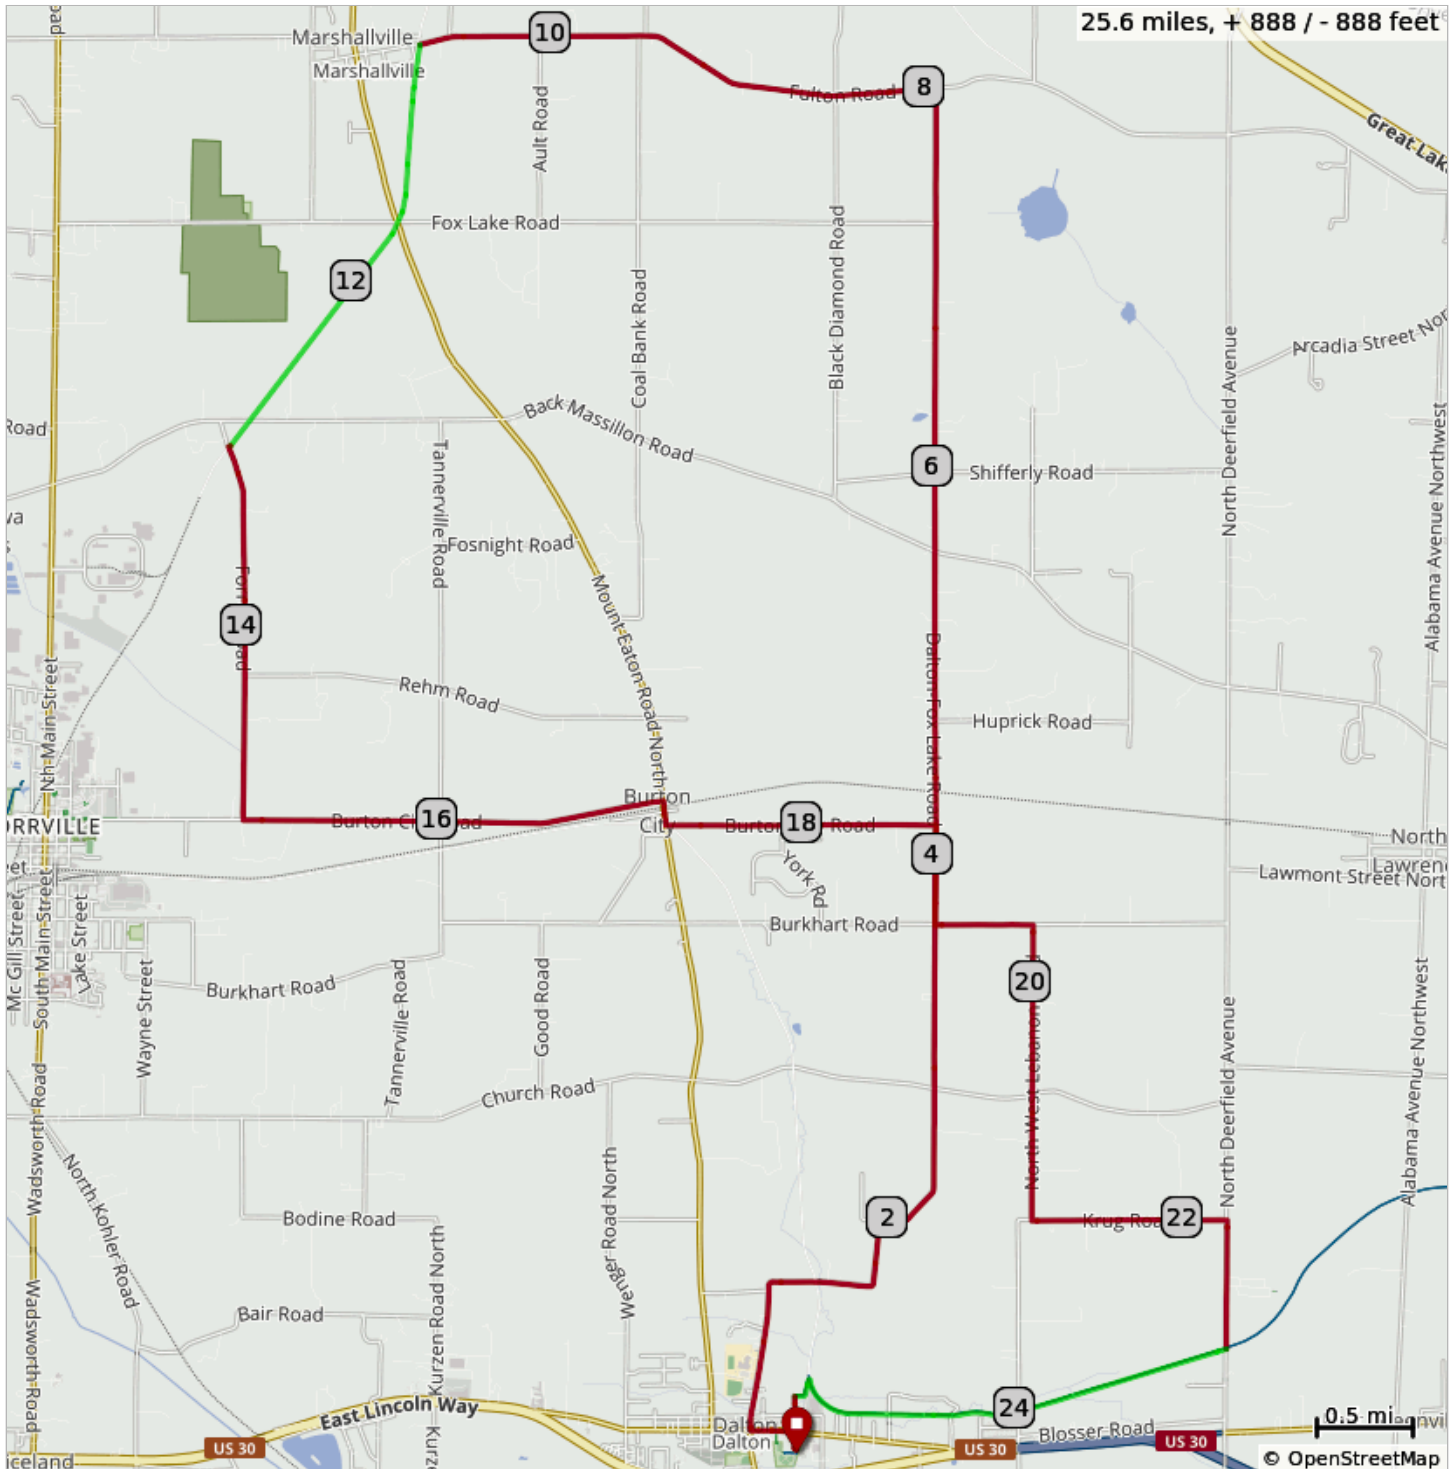 25.6 miles, + 888 / - 888 feet
Marshallville
Marshallville
10
8
Fulton Road
Ault Road
Great Lak
Fox Lake Road
12
Black Diamond Road
Coal Bank Road
North Deerfield Avenue
Arcadia Street Nor
Back Massillon Road
Road
Tannerville Road
6
Shifferly Road
Alabama Avenue Northwest
Fosnight Road
Mount Eaton Road North
14
Rehm Road
Dalton Fox Lake Road
Huprick Road
Nth Main Street
Burton
City
ORRVILLE
16
18
Road
4
North
Lawren
Lawmont Street Nort
York Rd
Burkhart Road
Mc Gill Street
South Main Street
Lake Street
Burkhart Road
Wayne Street
Tannerville Road
Good Road
20
North West Lebanon
North Deerfield Avenue
Alabama Avenue Northwest
Church Road
Wadsworth Road
North Kohler Road
Bodine Road
Wenger Road North
2
22
Kurzen Road North
Bair Road
Wadsworth Road
East Lincoln Way
US 30
Dalton
Dalton
24
Blosser Road
US 30
US 30
0.5 mi
© OpenStreetMap